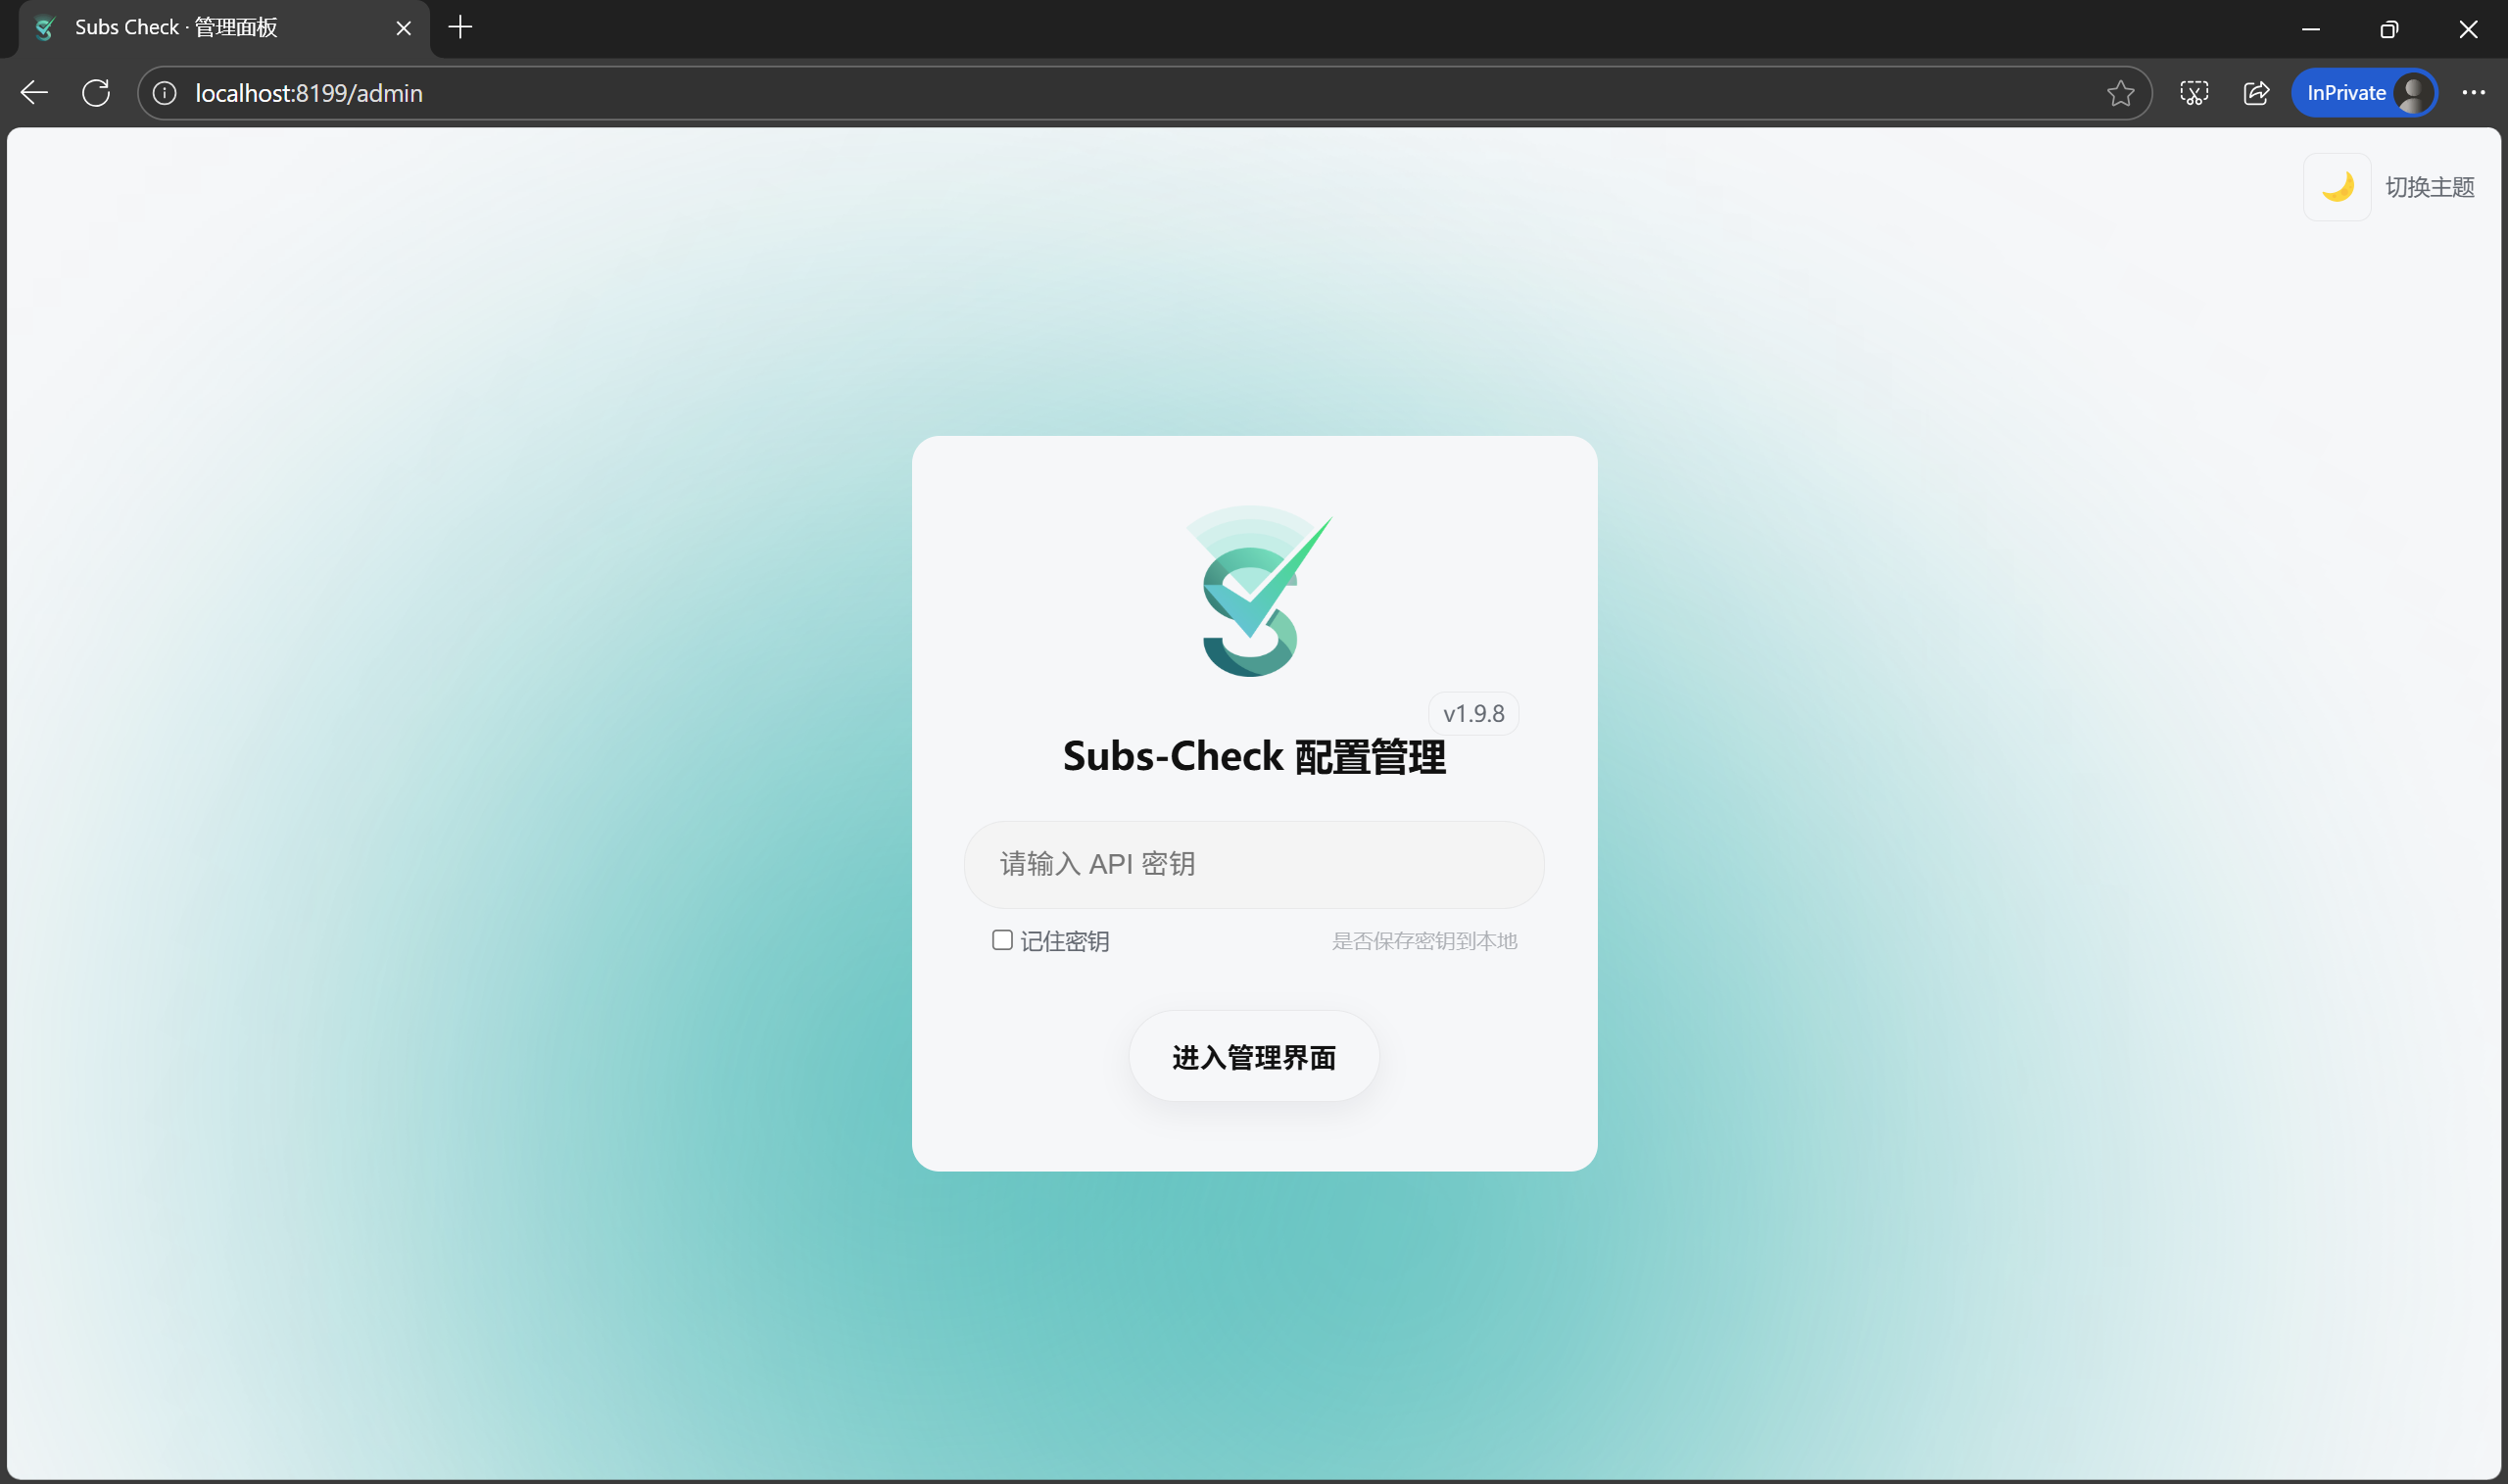 Subs Check · 管理面板
localhost:8199/admin
InPrivate
切换主题
v1.9.8
Subs-Check 配置管理
请输入 API 密钥
记住密钥
是否保存密钥到本地
进入管理界面